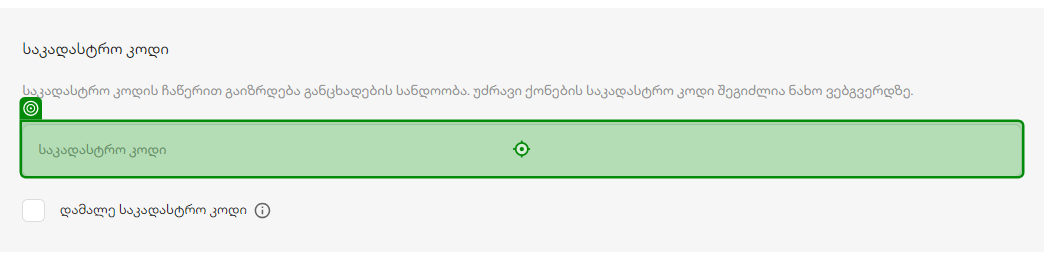 საკადასტრო კოდი
საკადასტრო კოდის ჩაწერით გაიზრდება განცხადების სანდოობა. უძრავი ქონების საკადასტრო კოდი შეგიძლია ნახო ვებგვერდზე.
საკადასტრო კოდი
დამალე საკადასტრო კოდი